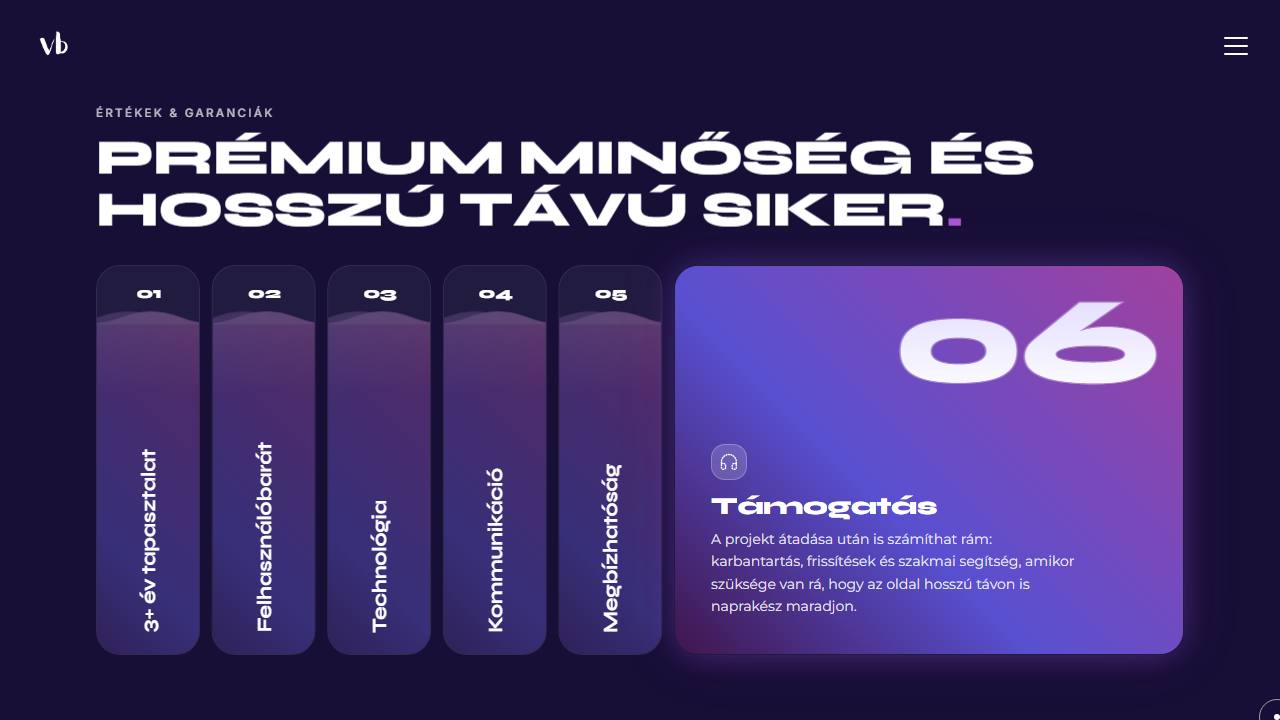 vb
ÉRTÉKEK & GARANCIÁK
PRÉMIUM MINŐSÉG ÉS
HOSSZÚ TÁVÚ SIKER.
01
3+ év tapasztalat
02
Felhasználóbarát
03
Technológia
04
Kommunikáció
05
Megbízhatóság
06
Támogatás
A projekt átadása után is számíthat rám:
karbantartás, frissítések és szakmai segítség, amikor
szüksége van rá, hogy az oldal hosszú távon is
naprakész maradjon.